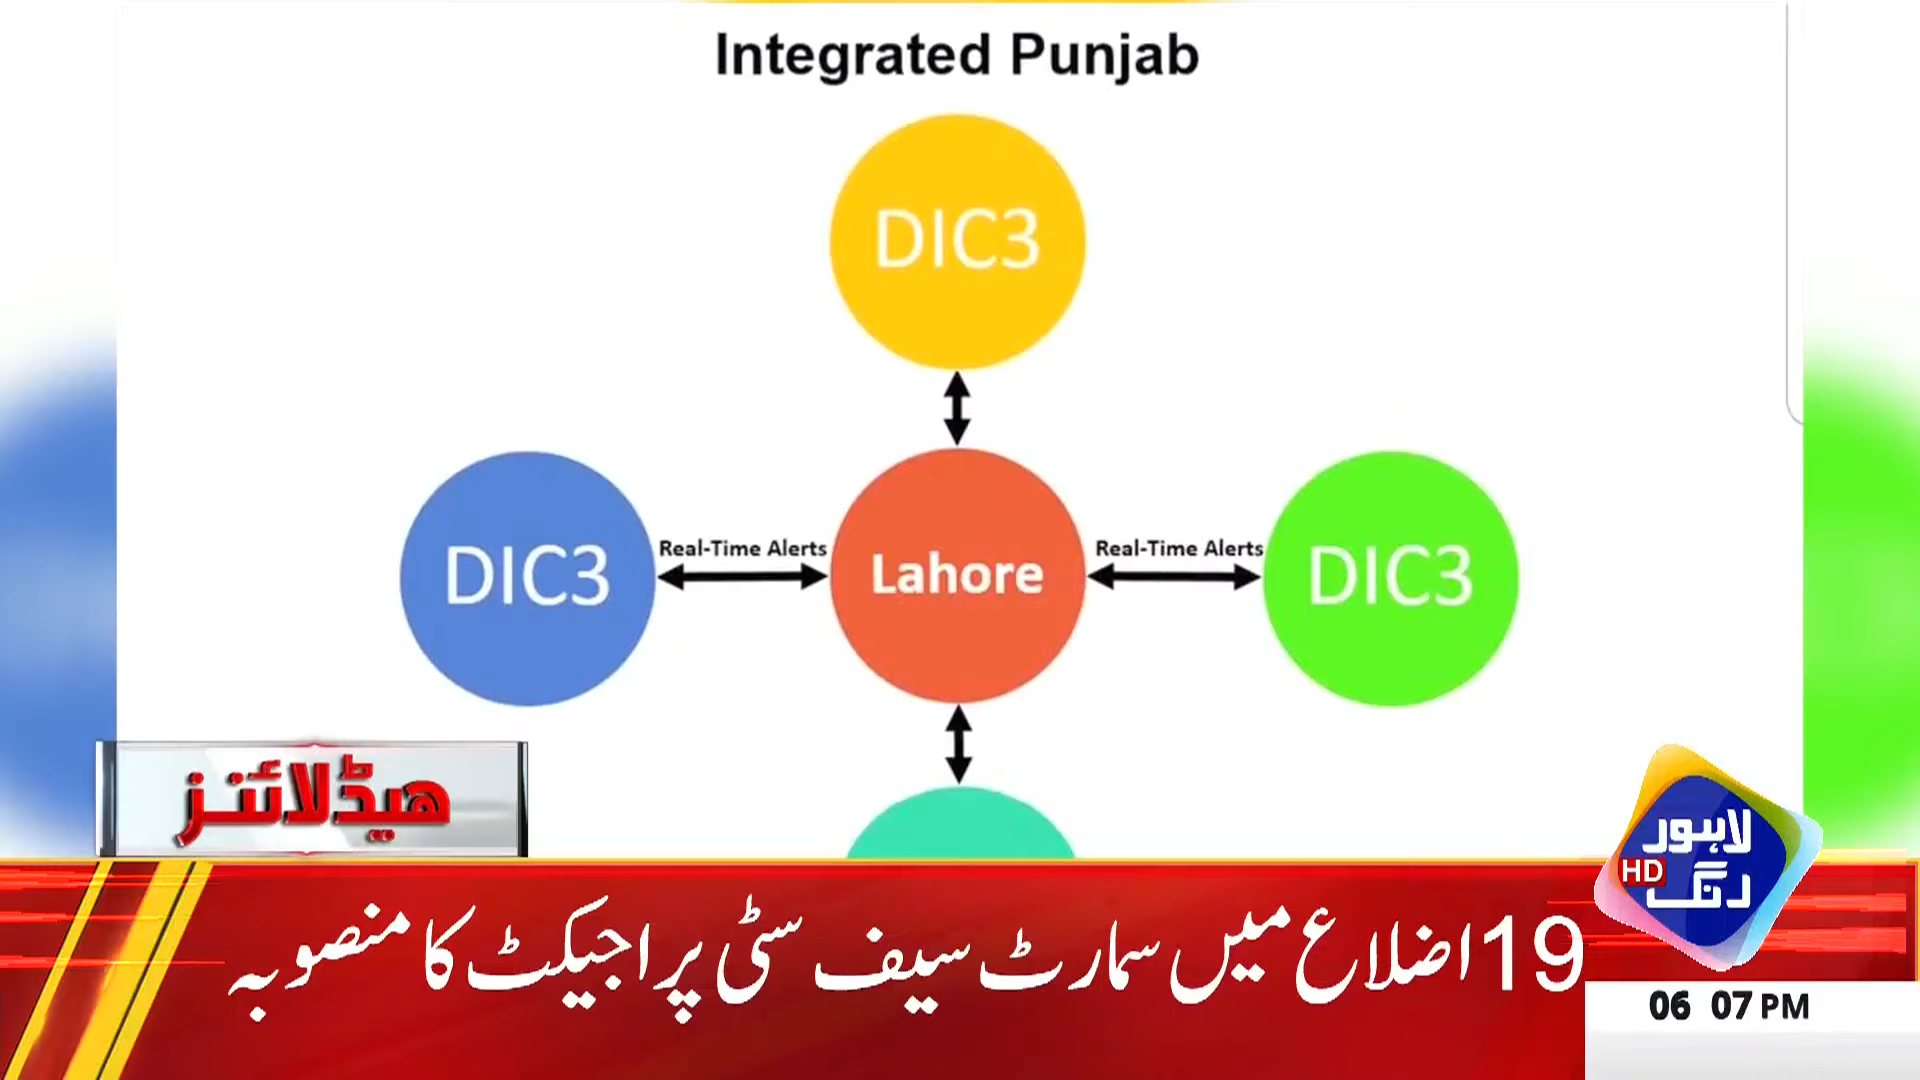 Integrated Punjab
DIC3
DIC3
Real-Time Alerts
Lahore
Real-Time Alerts
DIC3
ھیڈلائنز
لاہور
رنگ
HD
19 اضلاع میں سمارٹ سیف سٹی پراجیکٹ کا منصوبہ
06 07 PM